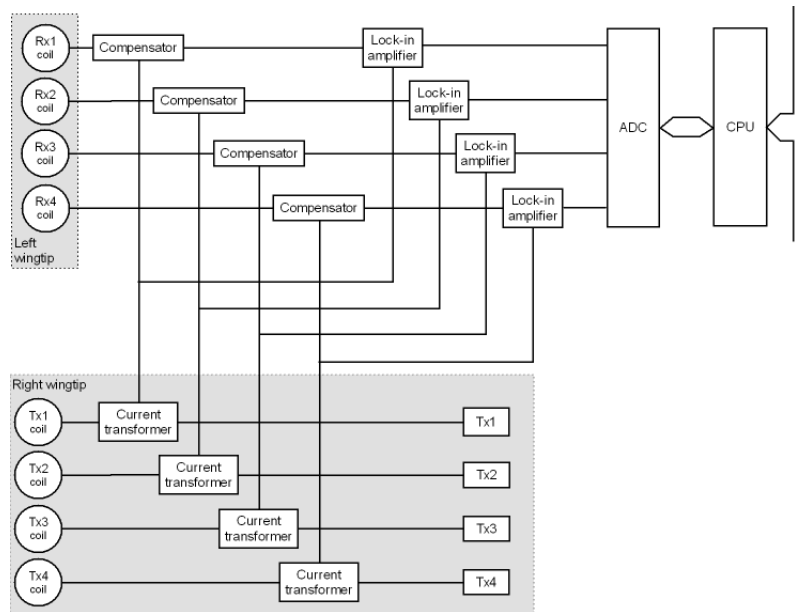 Rx1
coil
Compensator
Lock-in
amplifier
Rx2
coil
Compensator
Lock-in
amplifier
ADC
CPU
Rx3
coil
Compensator
Lock-in
amplifier
Rx4
coil
Compensator
Lock-in
amplifier
Left
wingtip
Right wingtip
Tx1
coil
Current
transformer
Tx1
Tx2
coil
Current
transformer
Tx2
Tx3
coil
Current
transformer
Tx3
Tx4
coil
Current
transformer
Tx4